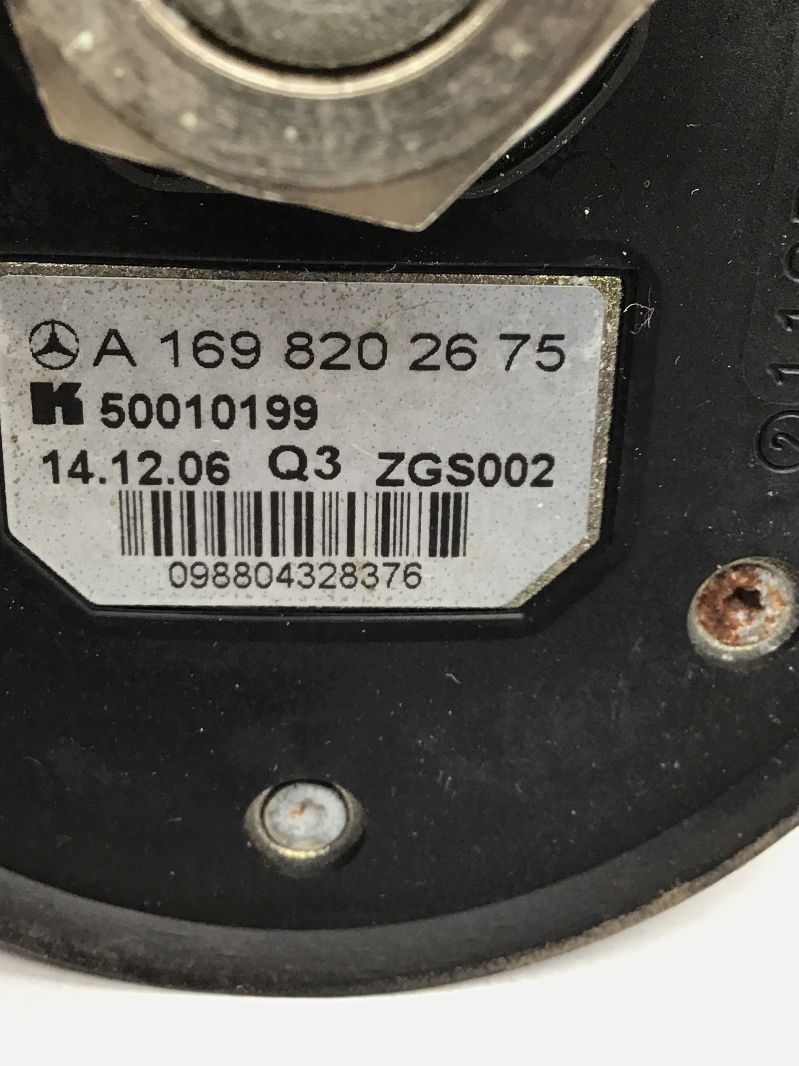 A 169 820 26 75
K 50010199
14.12.06 Q3 ZGS002
098804328376